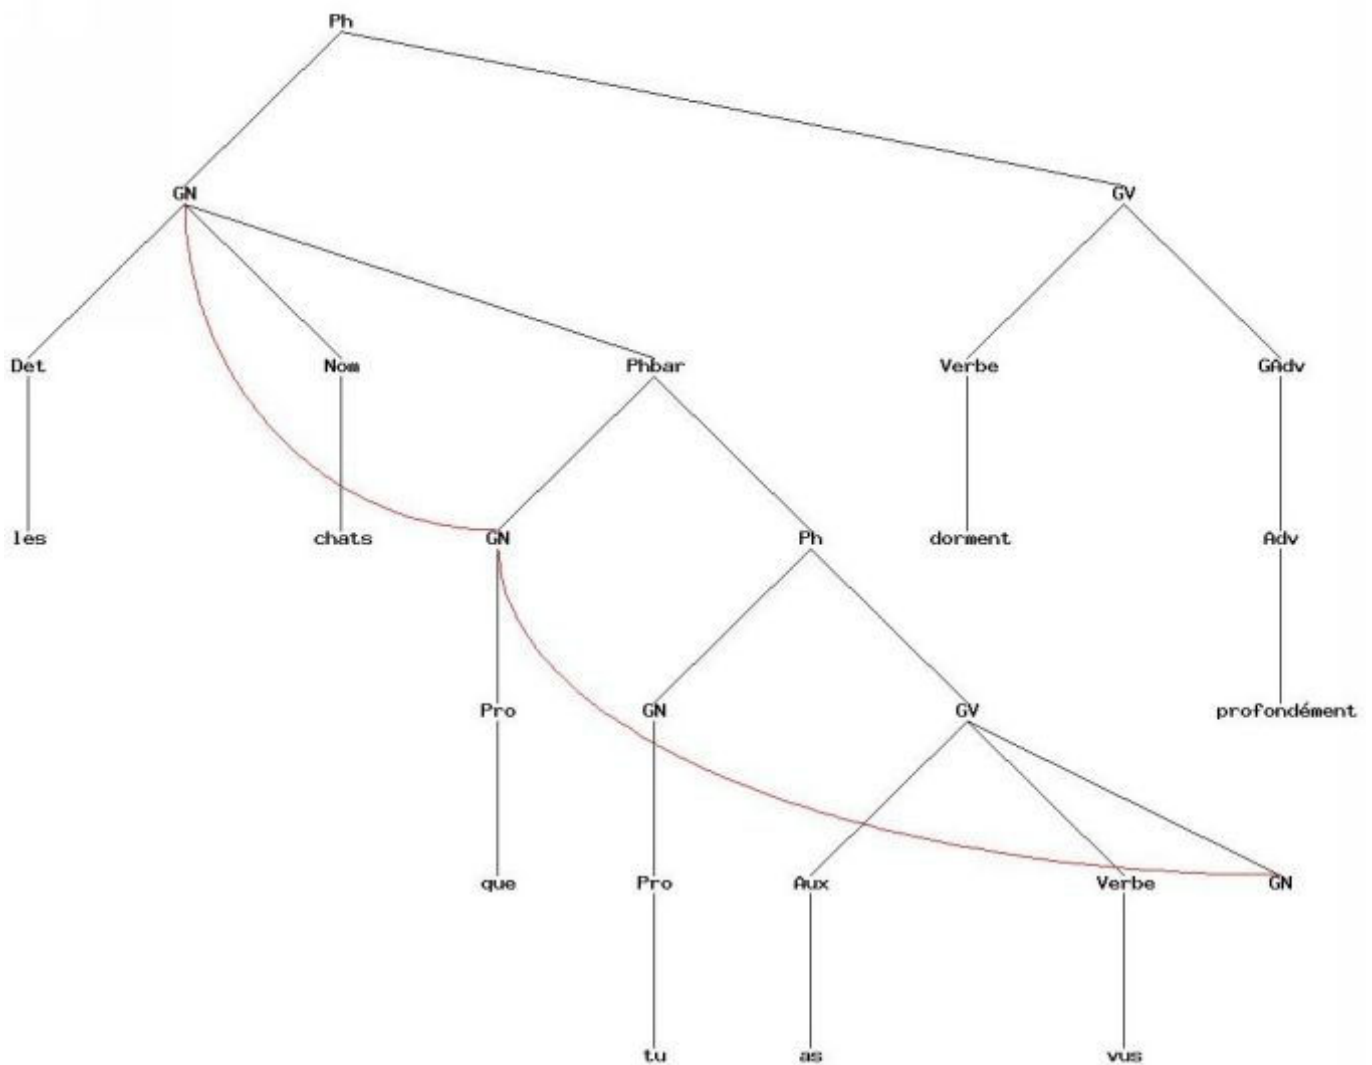 Ph
GN GV
Det Nom Phbar Verbe GAdv
les chats GN Ph dorment Adv
Pro GN GV profondément
que Pro Aux Verbe GN
tu as vus